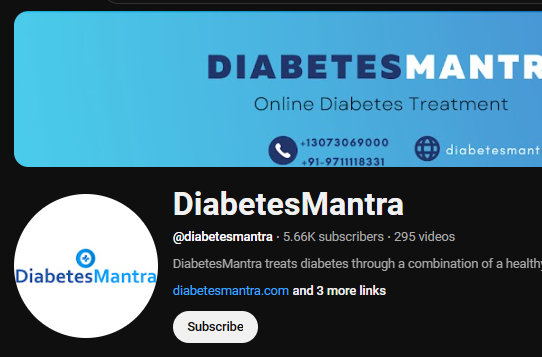 DIABETESMANTR
Online Diabetes Treatment
+13073069000
+91-9711118331
diabetesmant
DiabetesMantra
DiabetesMantra
@diabetesmantra · 5.66K subscribers · 295 videos
DiabetesMantra treats diabetes through a combination of a healthy
diabetesmantra.com and 3 more links
Subscribe